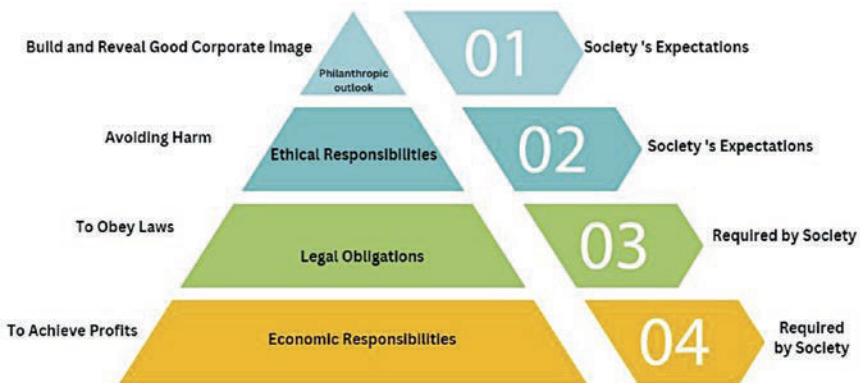 Build and Reveal Good Corporate Image
Philanthropic
outlook
01
Society 's Expectations
Avoiding Harm
Ethical Responsibilities
02
Society 's Expectations
To Obey Laws
Legal Obligations
03
Required by Society
To Achieve Profits
Economic Responsibilities
04
Required
by Society